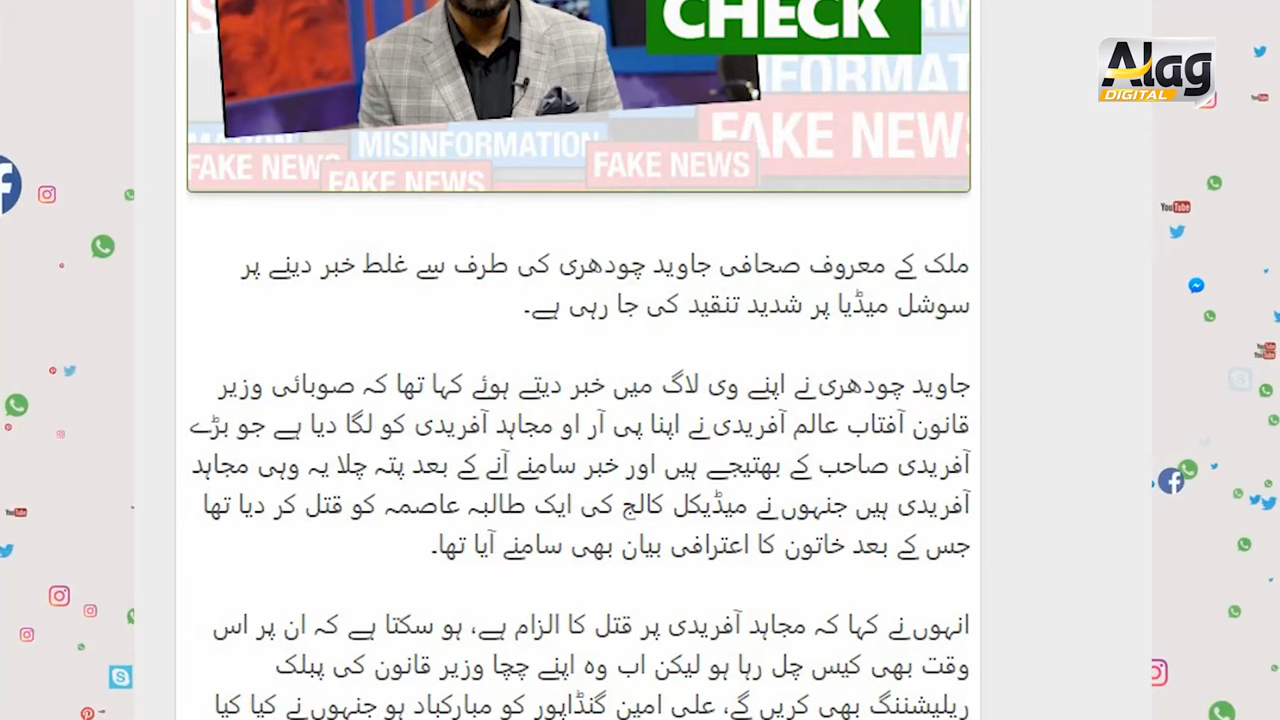 CHECK
Alag
DIGITAL
INFORMAT
MISINFORMATION
FAKE NEWS
FAKE NEWS
FAKE NEWS
FAKE NEWS
ملک کے معروف صحافی جاوید چودھری کی طرف سے غلط خبر دینے پر
سوشل میڈیا پر شدید تنقید کی جا رہی ہے۔
جاوید چودھری نے اپنے وی لاگ میں خبر دیتے ہوئے کہا تھا کہ صوبائی وزیر
قانون آفتاب عالم آفریدی نے اپنا پی آر او مجاہد آفریدی کو لگا دیا ہے جو بڑے
آفریدی صاحب کے بھتیجے ہیں اور خبر سامنے آنے کے بعد پتہ چلا یہ وہی مجاہد
آفریدی ہیں جنہوں نے میڈیکل کالج کی ایک طالبہ عاصمہ کو قتل کر دیا تھا
جس کے بعد خاتون کا اعترافی بیان بھی سامنے آیا تھا۔
انہوں نے کہا کہ مجاہد آفریدی پر قتل کا الزام ہے، ہو سکتا ہے کہ ان پر اس
وقت بھی کیس چل رہا ہو لیکن اب وہ اپنے چچا وزیر قانون کی پبلک
ریلیشننگ بھی کریں گے، علی امین گنڈاپور کو مبارکباد ہو جنہوں نے کیا کیا